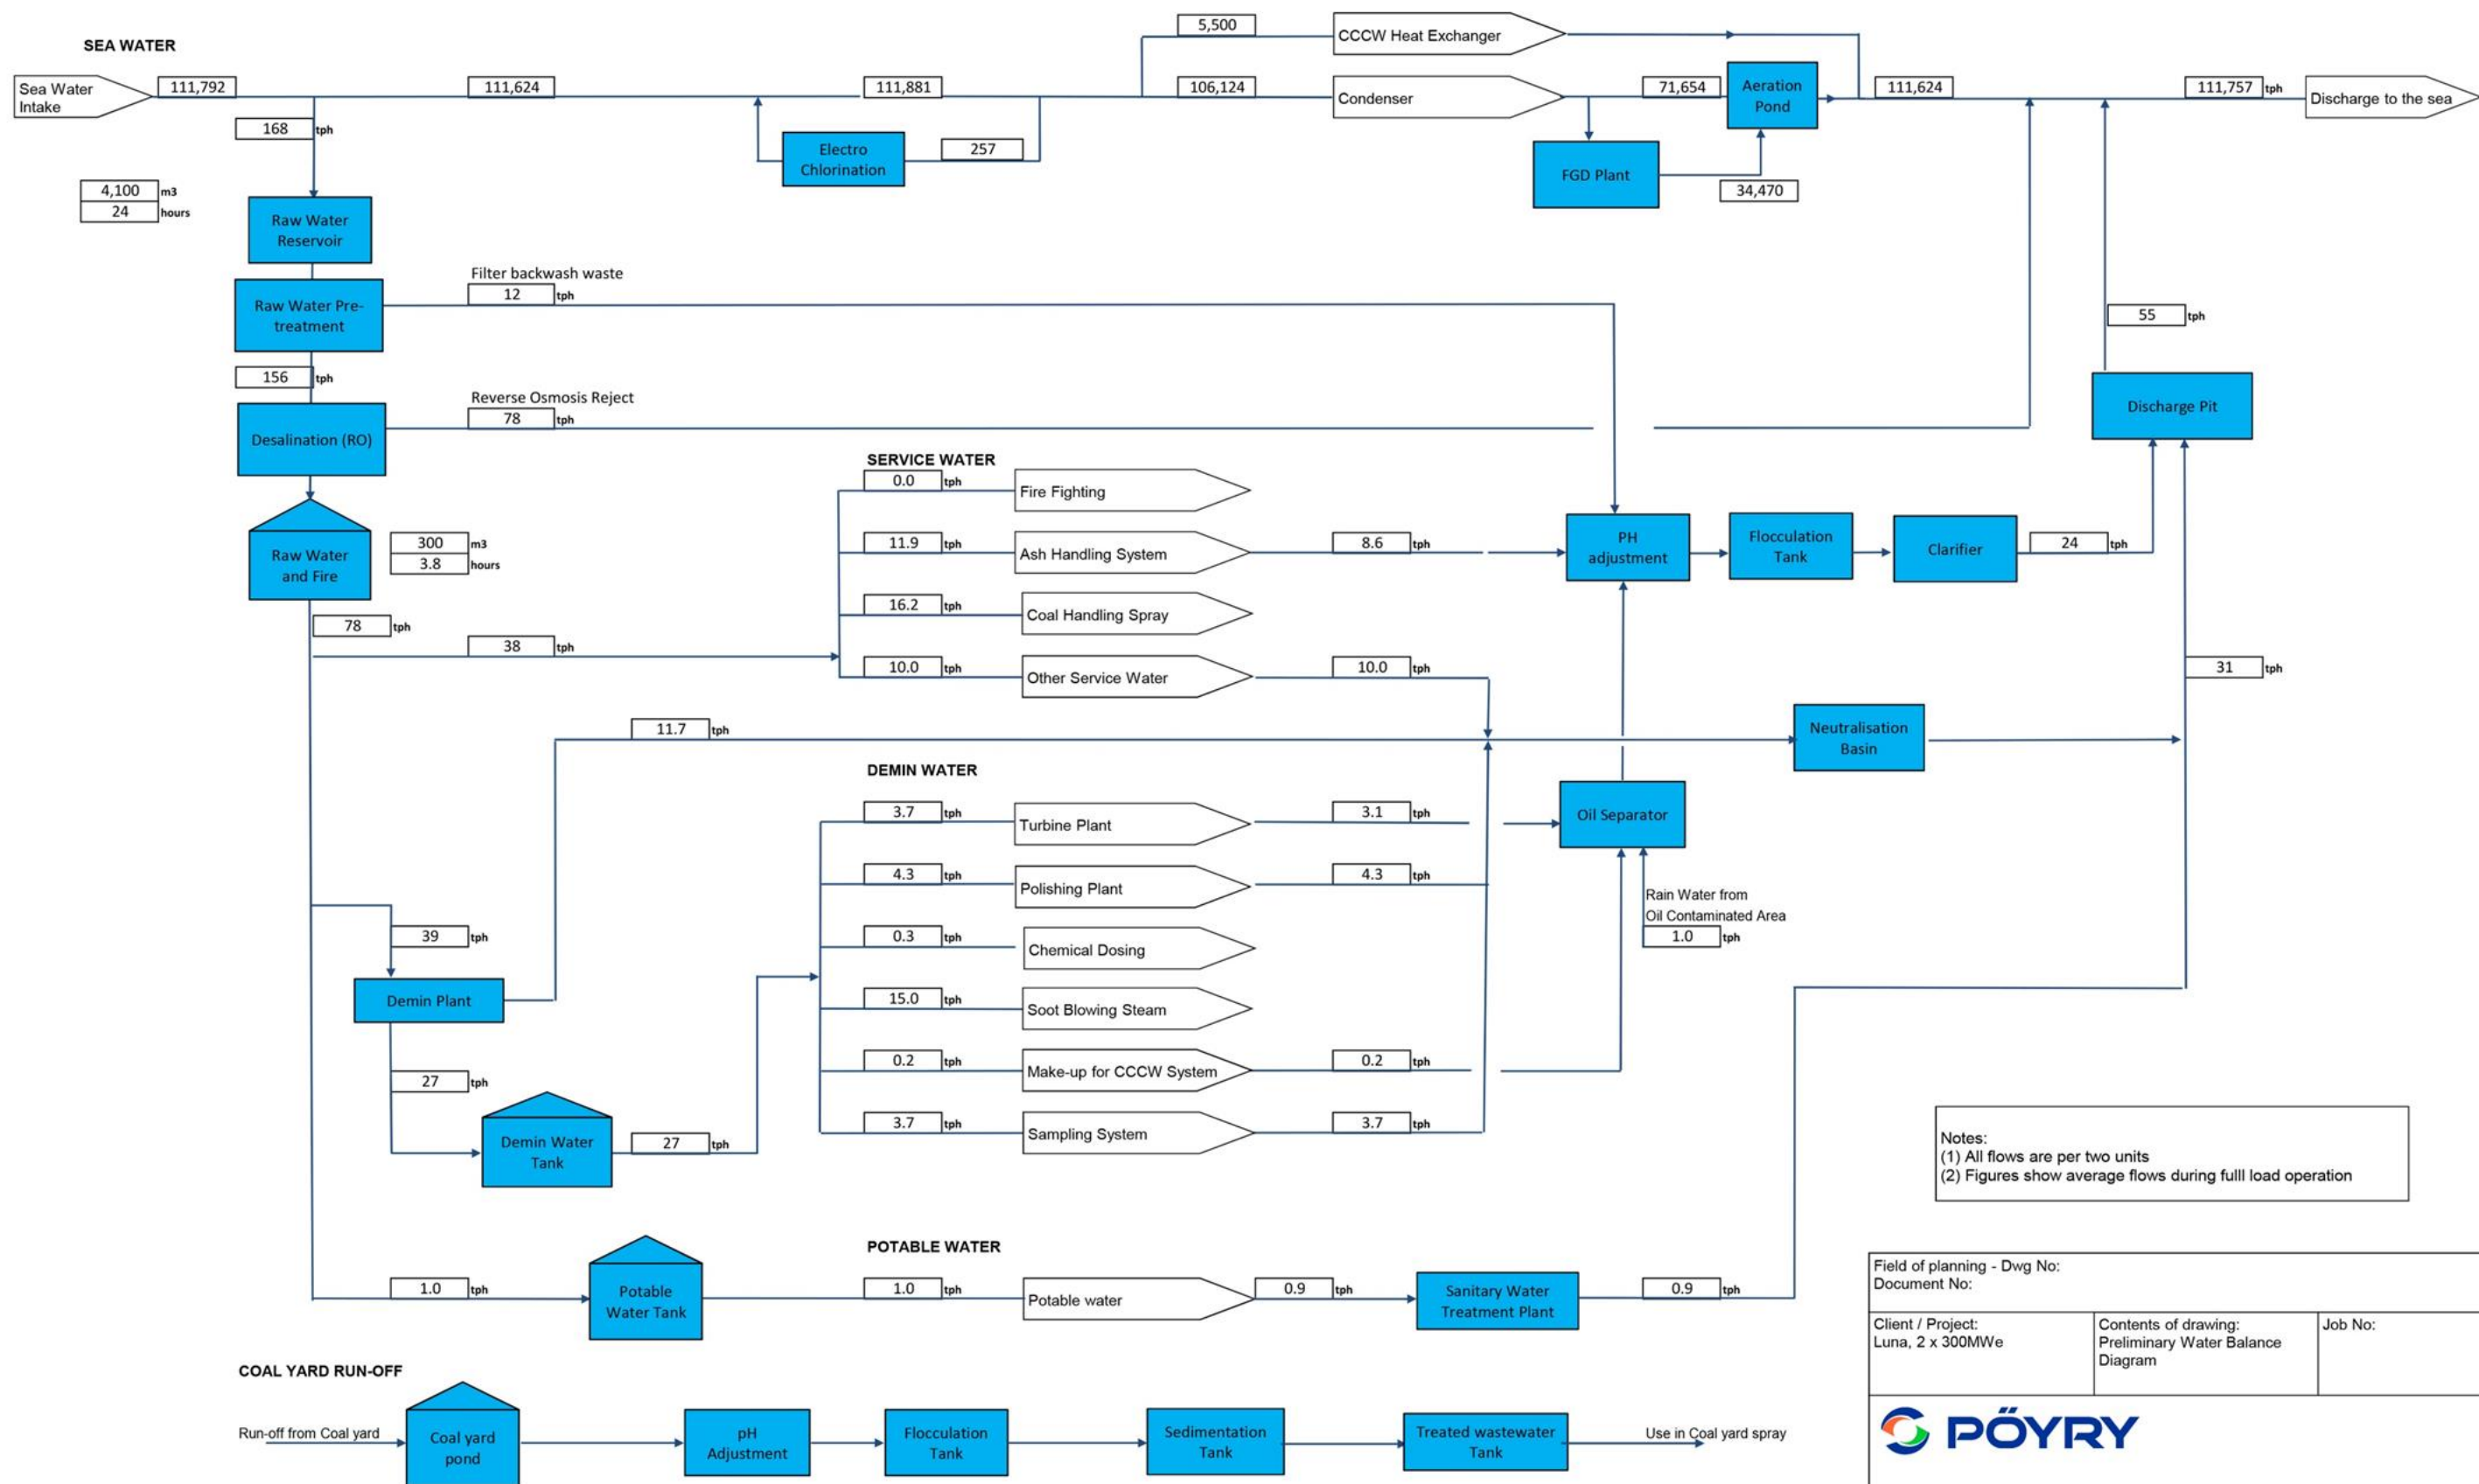 SEA WATER
Sea Water
Intake
111,792
111,624
111,881
5,500
CCCW Heat Exchanger
106,124
Condenser
71,654
Aeration
Pond
111,624
111,757 tph
Discharge to the sea
168 tph
Electro
Chlorination
257
FGD Plant
34,470
4,100 m3
24 hours
Raw Water
Reservoir
Filter backwash waste
12 tph
Raw Water Pre-
treatment
55 tph
156 tph
Reverse Osmosis Reject
78 tph
Desalination (RO)
Discharge Pit
SERVICE WATER
0.0 tph
Fire Fighting
Raw Water
and Fire
300 m3
3.8 hours
11.9 tph
Ash Handling System
8.6 tph
PH
adjustment
Flocculation
Tank
Clarifier
24 tph
16.2 tph
Coal Handling Spray
78 tph
38 tph
10.0 tph
Other Service Water
10.0 tph
31 tph
11.7 tph
Neutralisation
Basin
DEMIN WATER
3.7 tph
Turbine Plant
3.1 tph
Oil Separator
4.3 tph
Polishing Plant
4.3 tph
Rain Water from
Oil Contaminated Area
1.0 tph
39 tph
0.3 tph
Chemical Dosing
Demin Plant
15.0 tph
Soot Blowing Steam
27 tph
0.2 tph
Make-up for CCCW System
0.2 tph
Demin Water
Tank
27 tph
3.7 tph
Sampling System
3.7 tph
Notes:
(1) All flows are per two units
(2) Figures show average flows during fulll load operation
POTABLE WATER
1.0 tph
Potable
Water Tank
1.0 tph
Potable water
0.9 tph
Sanitary Water
Treatment Plant
0.9 tph
COAL YARD RUN-OFF
Run-off from Coal yard
Coal yard
pond
pH
Adjustment
Flocculation
Tank
Sedimentation
Tank
Treated wastewater
Tank
Use in Coal yard spray
Field of planning - Dwg No:
Document No:
Client / Project:
Luna, 2 x 300MWe
Contents of drawing:
Preliminary Water Balance
Diagram
Job No:
PÖYRY